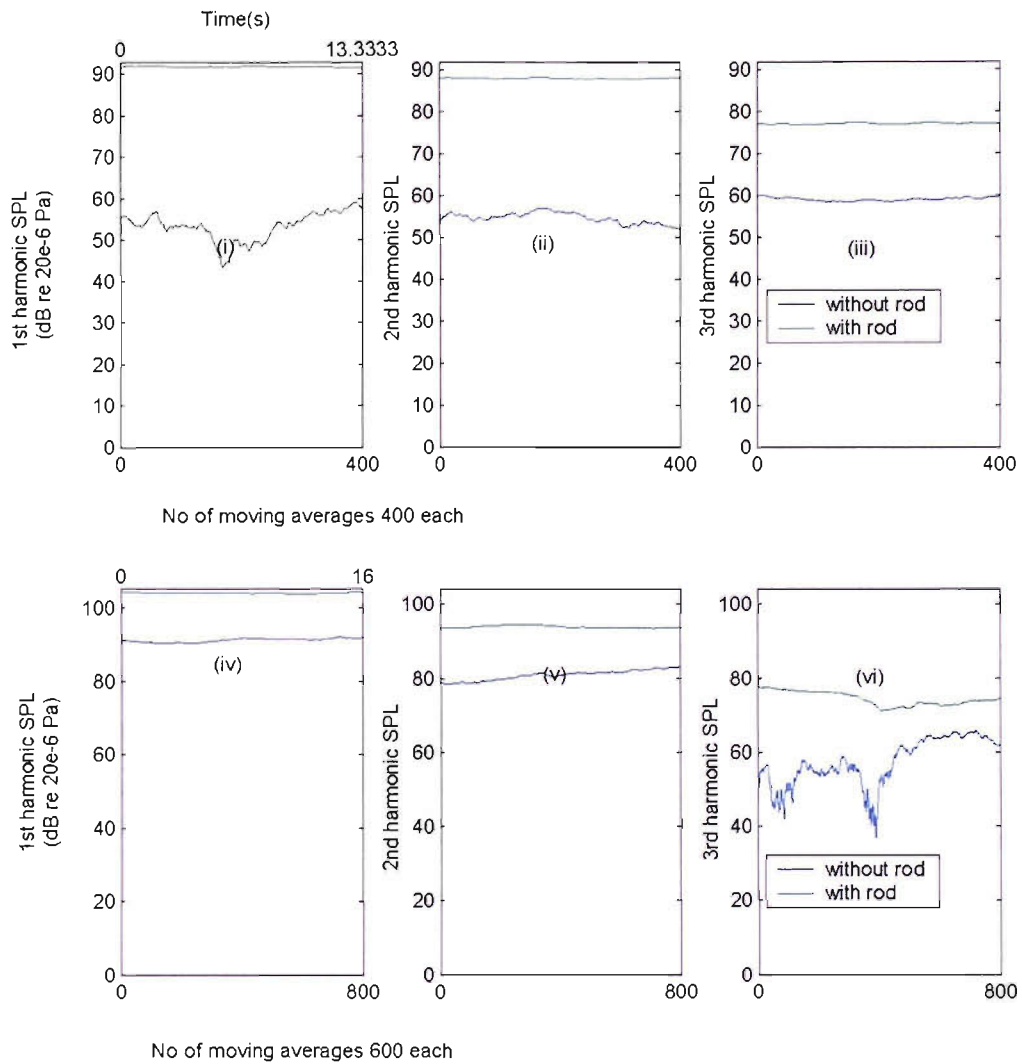 Time(s)
0 13.3333
1st harmonic SPL
(dB re 20e-6 Pa)
90
80
70
60
50
40
30
20
10
0
(i)
0 400
2nd harmonic SPL
90
80
70
60
50
40
30
20
10
0
(ii)
0 400
3rd harmonic SPL
90
80
70
60
50
40
30
20
10
0
(iii)
without rod
with rod
0 400
No of moving averages 400 each
0 16
1st harmonic SPL
(dB re 20e-6 Pa)
100
80
60
40
20
0
(iv)
0 800
2nd harmonic SPL
100
80
60
40
20
0
(v)
0 800
3rd harmonic SPL
100
80
60
40
20
0
(vi)
without rod
with rod
0 800
No of moving averages 600 each